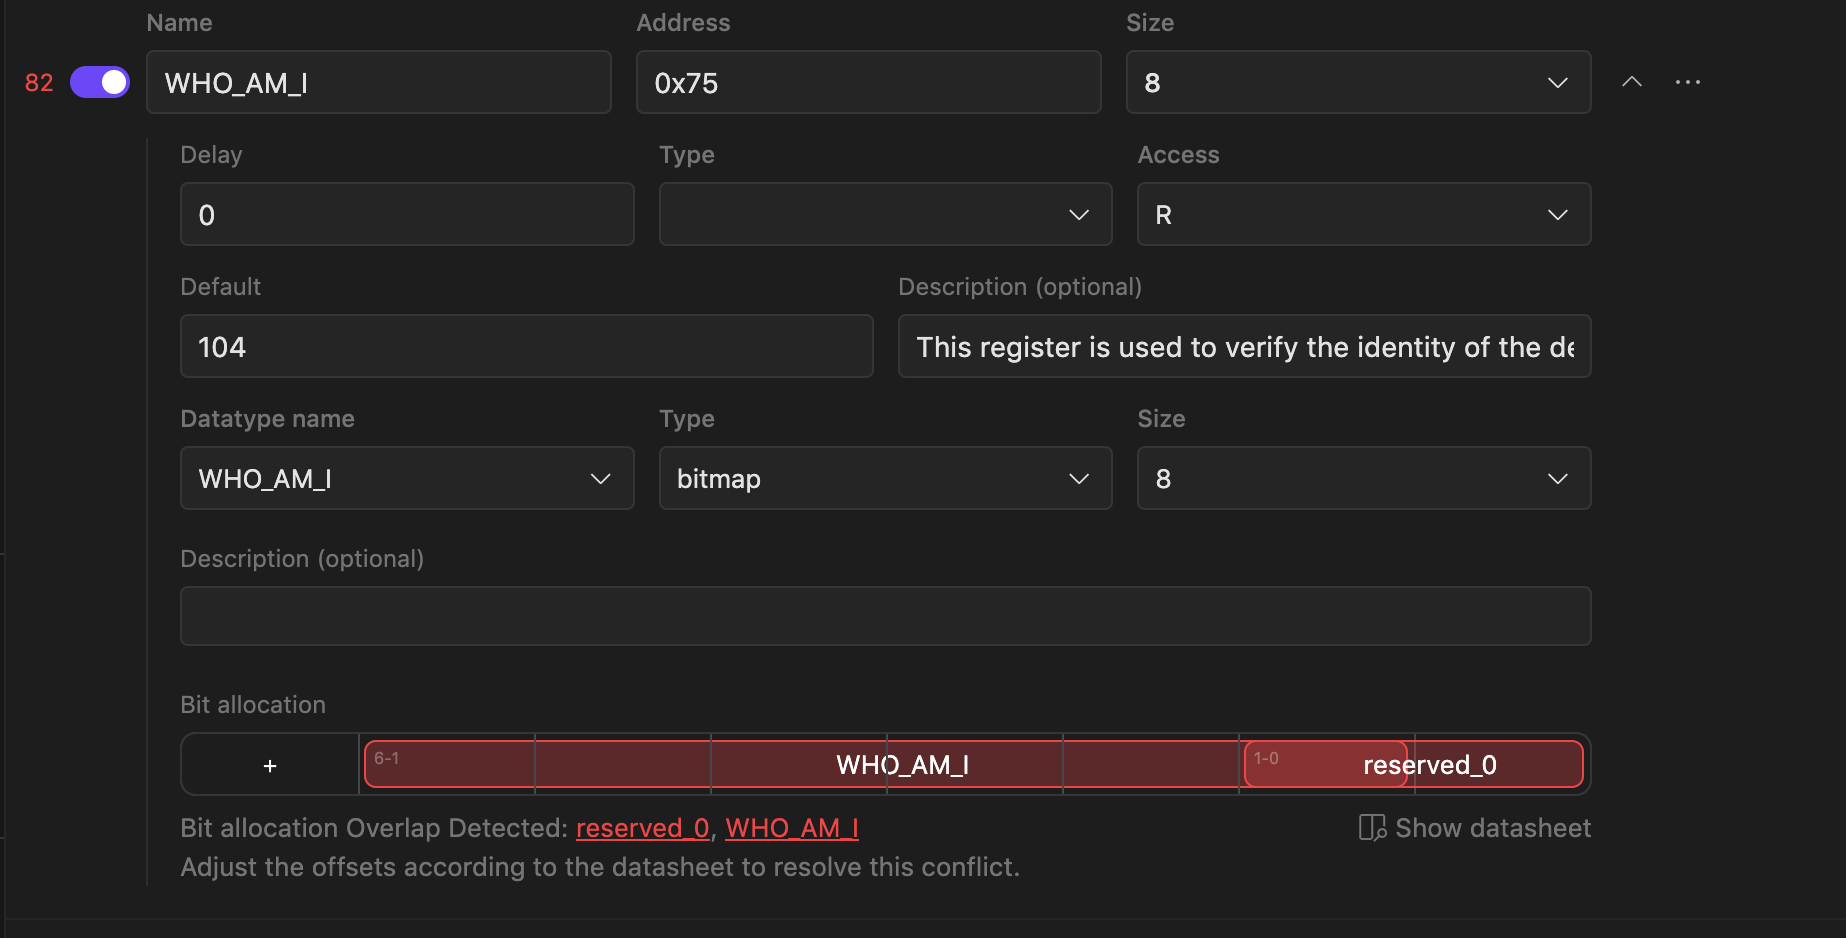 Name Address Size
82 WHO_AM_I 0x75 8
Delay Type Access
0 R
Default Description (optional)
104 This register is used to verify the identity of the de
Datatype name Type Size
WHO_AM_I bitmap 8
Description (optional)
Bit allocation
+ 6-1 WHO_AM_I 1-0 reserved_0
Bit allocation Overlap Detected: reserved_0, WHO_AM_I Show datasheet
Adjust the offsets according to the datasheet to resolve this conflict.